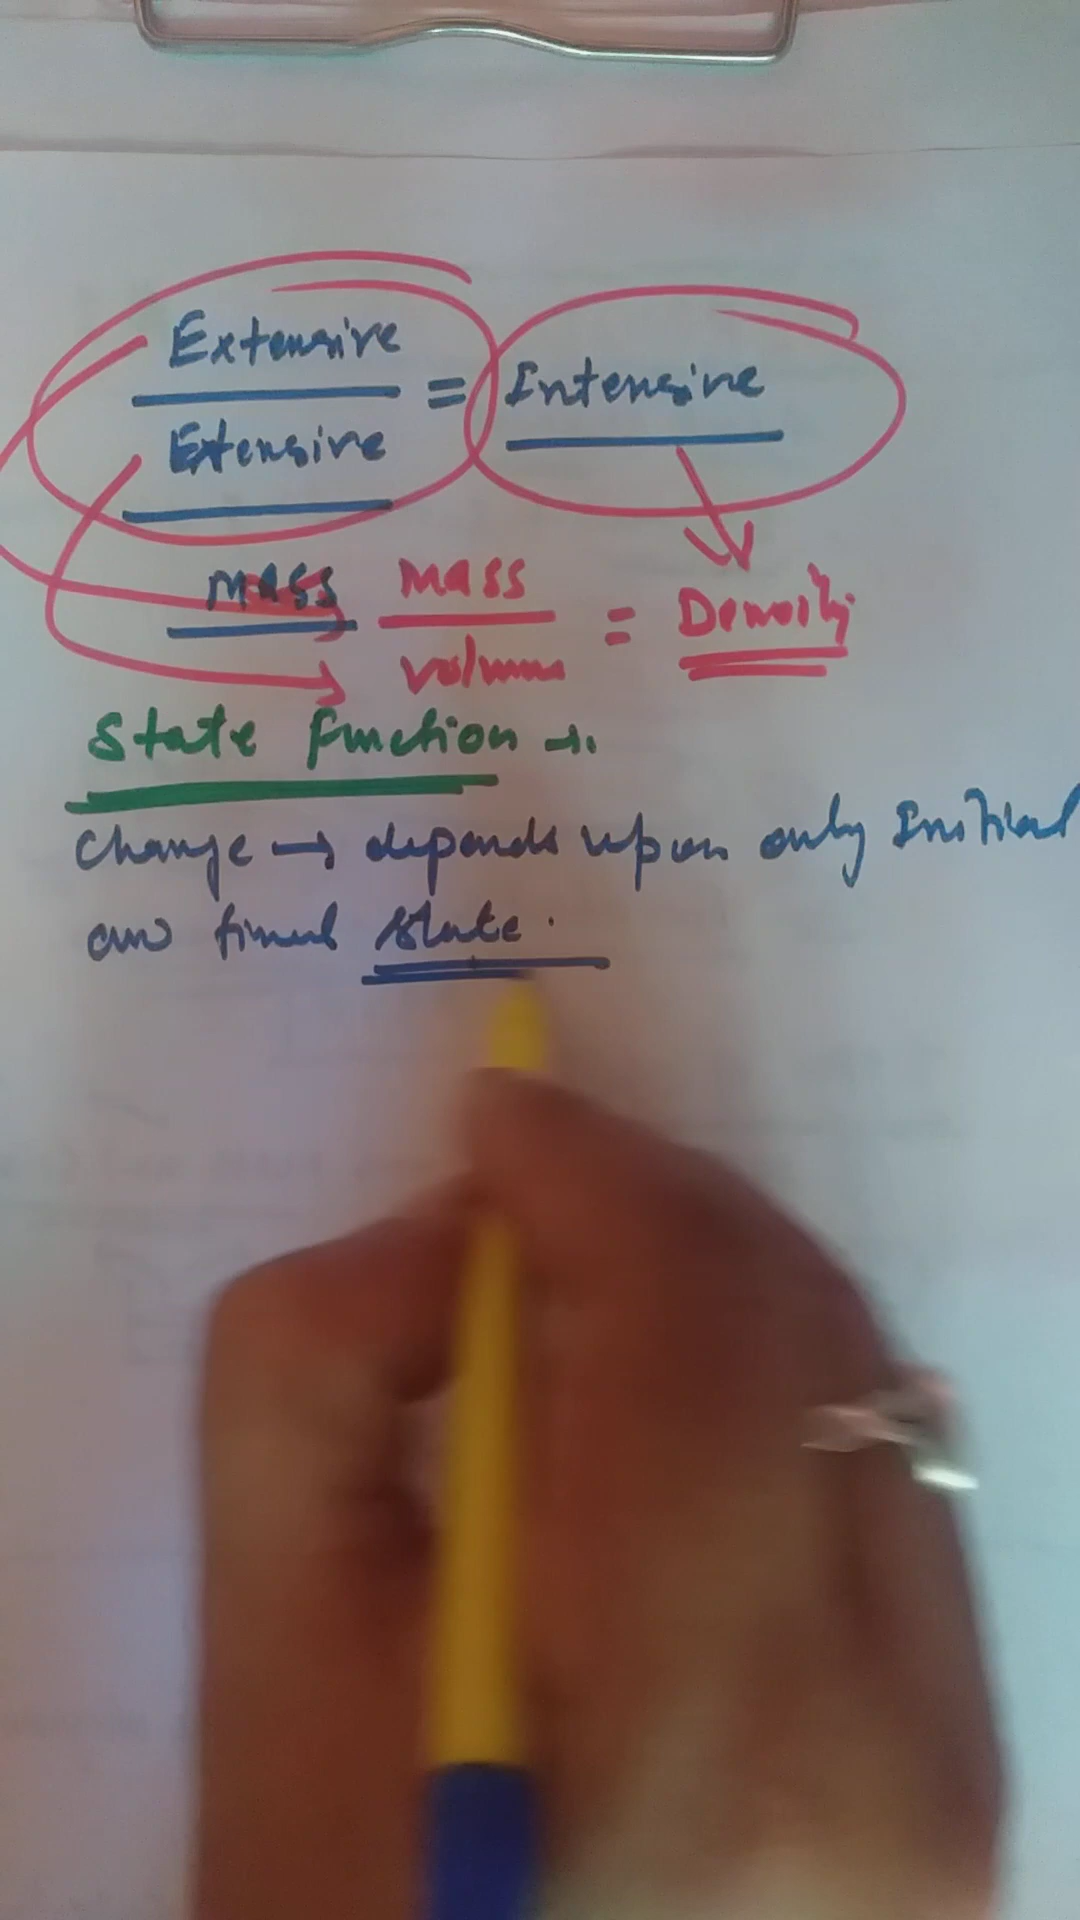 Extensive
= Intensive
Extensive
mass mass
= Density
volume
State function →
Change → depends upon only Initial
and final state.